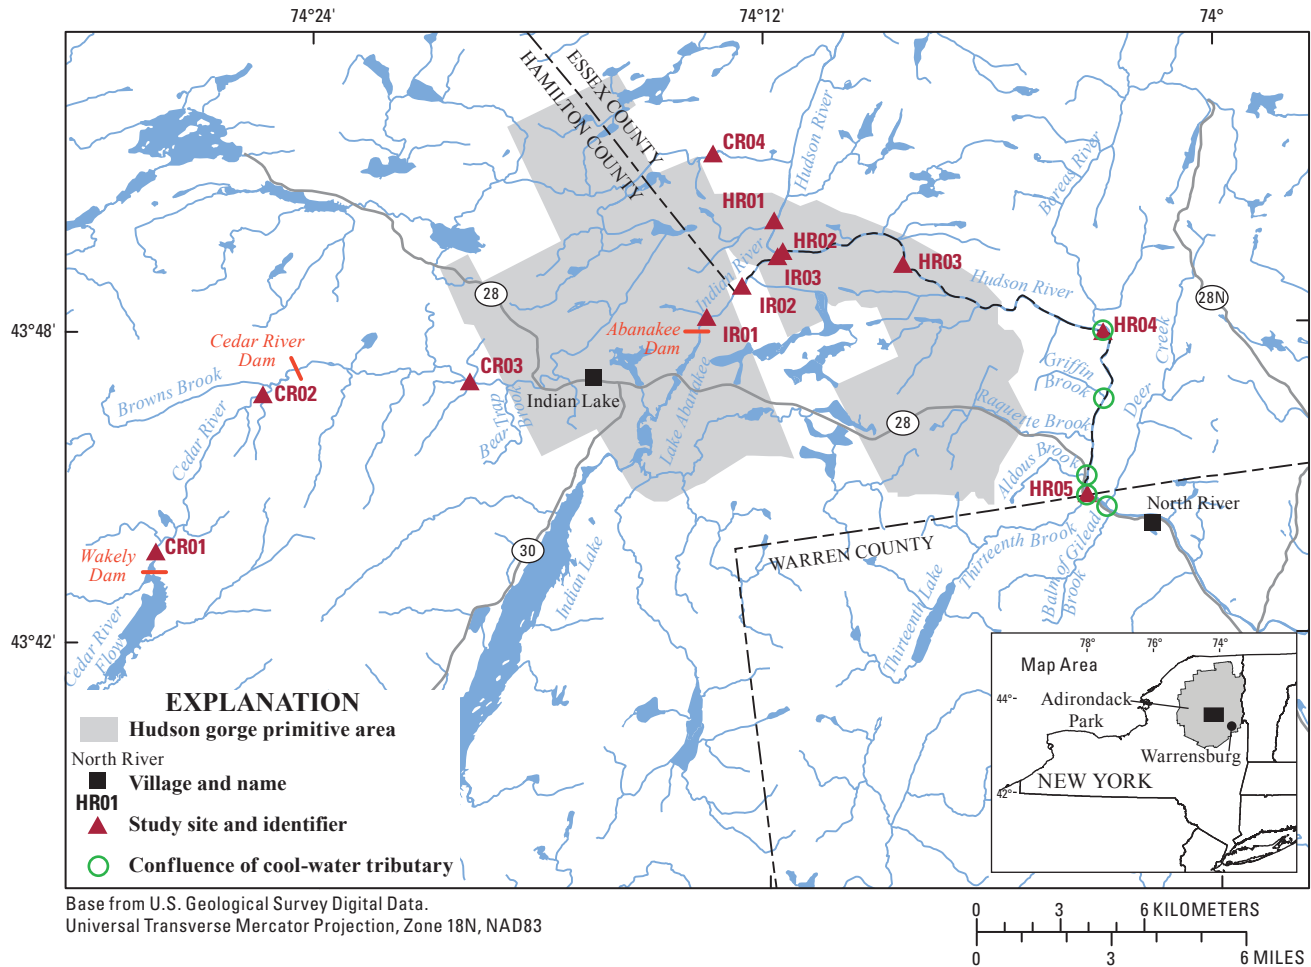 74°24'
74°12'
74°
ESSEX COUNTY
HAMILTON COUNTY
CR04
Hudson River
Boreas River
HR01
HR02
Indian River
IR03
HR03
Hudson River
28
IR02
28N
43°48'
Abanakee
Dam
IR01
HR04
Cedar River
Dam
Creek
Deer
CR03
Griffin
Brook
Browns Brook
CR02
Indian Lake
Bear Trap
Brook
Lake Abanakee
Raquette Brook
28
Cedar River
Aldous Brook
HR05
North River
CR01
Wakely
Dam
30
Indian Lake
WARREN COUNTY
Thirteenth Brook
Balm of Gilead
Brook
Thirteenth Lake
43°42'
Cedar River
Flow
EXPLANATION
Hudson gorge primitive area
North River
Village and name
HR01
Study site and identifier
Confluence of cool-water tributary
78°
76°
74°
Map Area
44°
Adirondack
Park
Warrensburg
NEW YORK
42°
Base from U.S. Geological Survey Digital Data.
Universal Transverse Mercator Projection, Zone 18N, NAD83
0 3 6 KILOMETERS
0 3 6 MILES